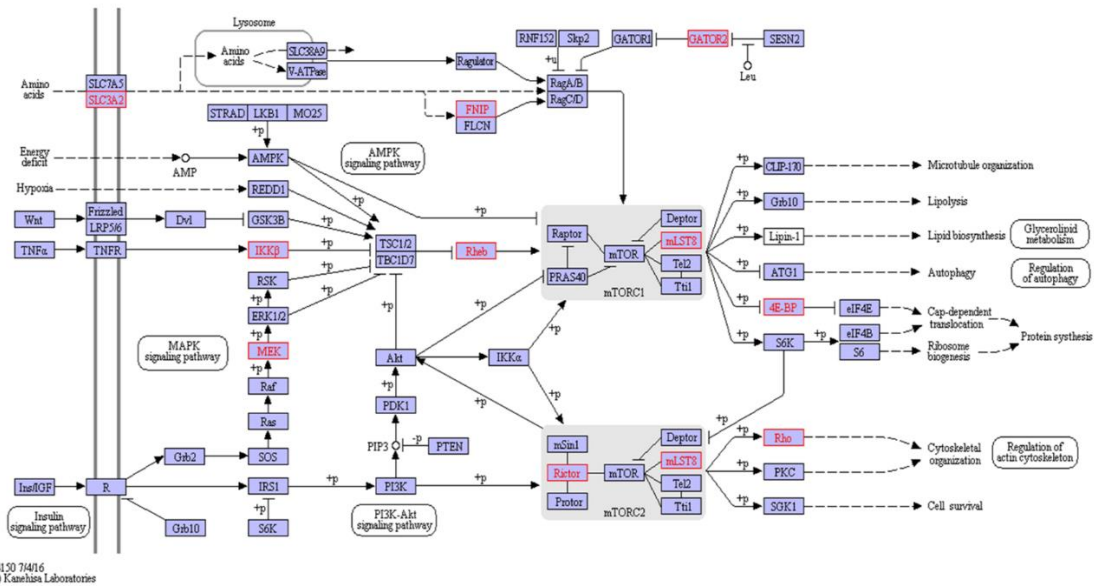 Lysosome
Amino
acids
SLC38A9
V-ATPase
Ragulator
RNF152
Skp2
GATOR1
GATOR2
SESN2
+u
Leu
RagA/B
RagC/D
Amino
acids
SLC7A5
SLC3A2
FNIP
FLCN
STRAD
LKB1
MO25
+p
Energy
deficit
AMP
AMPK
AMPK
signaling pathway
Hypoxia
REDD1
+p
+p
+p
Wnt
Frizzled
LRP5/6
Dvl
GSK3B
+p
TNFα
TNFR
IKKβ
+p
TSC1/2
TBC1D7
Rheb
Raptor
mTOR
PRAS40
Deptor
mLST8
Tel2
Tti1
mTORC1
+p
CLIP-170
Microtubule organization
+p
Grb10
Lipolysis
+p
Lipin-1
Lipid biosynthesis
Glycerolipid
metabolism
+p
ATG1
Autophagy
Regulation
of autophagy
+p
4E-BP
eIF4E
Cap-dependent
translocation
+p
S6K
+p
eIF4B
S6
Ribosome
biogenesis
Protein systhesis
RSK
+p
ERK1/2
+p
+p
MEK
+p
Raf
Ras
MAPK
signaling pathway
+p
Akt
+p
PDK1
PIP3
-p
PTEN
IKKα
+p
+p
+p
+p
+p
Grb2
SOS
Ins/IGF
R
IRS1
+p
PI3K
+p
Insulin
signaling pathway
Grb10
+p
S6K
PI3K-Akt
signaling pathway
mSin1
Rictor
Protor
mTOR
Deptor
mLST8
Tel2
Tti1
mTORC2
+p
Rho
Cytoskeletal
organization
Regulation of
actin cytoskeleton
+p
PKC
+p
SGK1
Cell survival
150 7/4/16
Kanehisa Laboratories